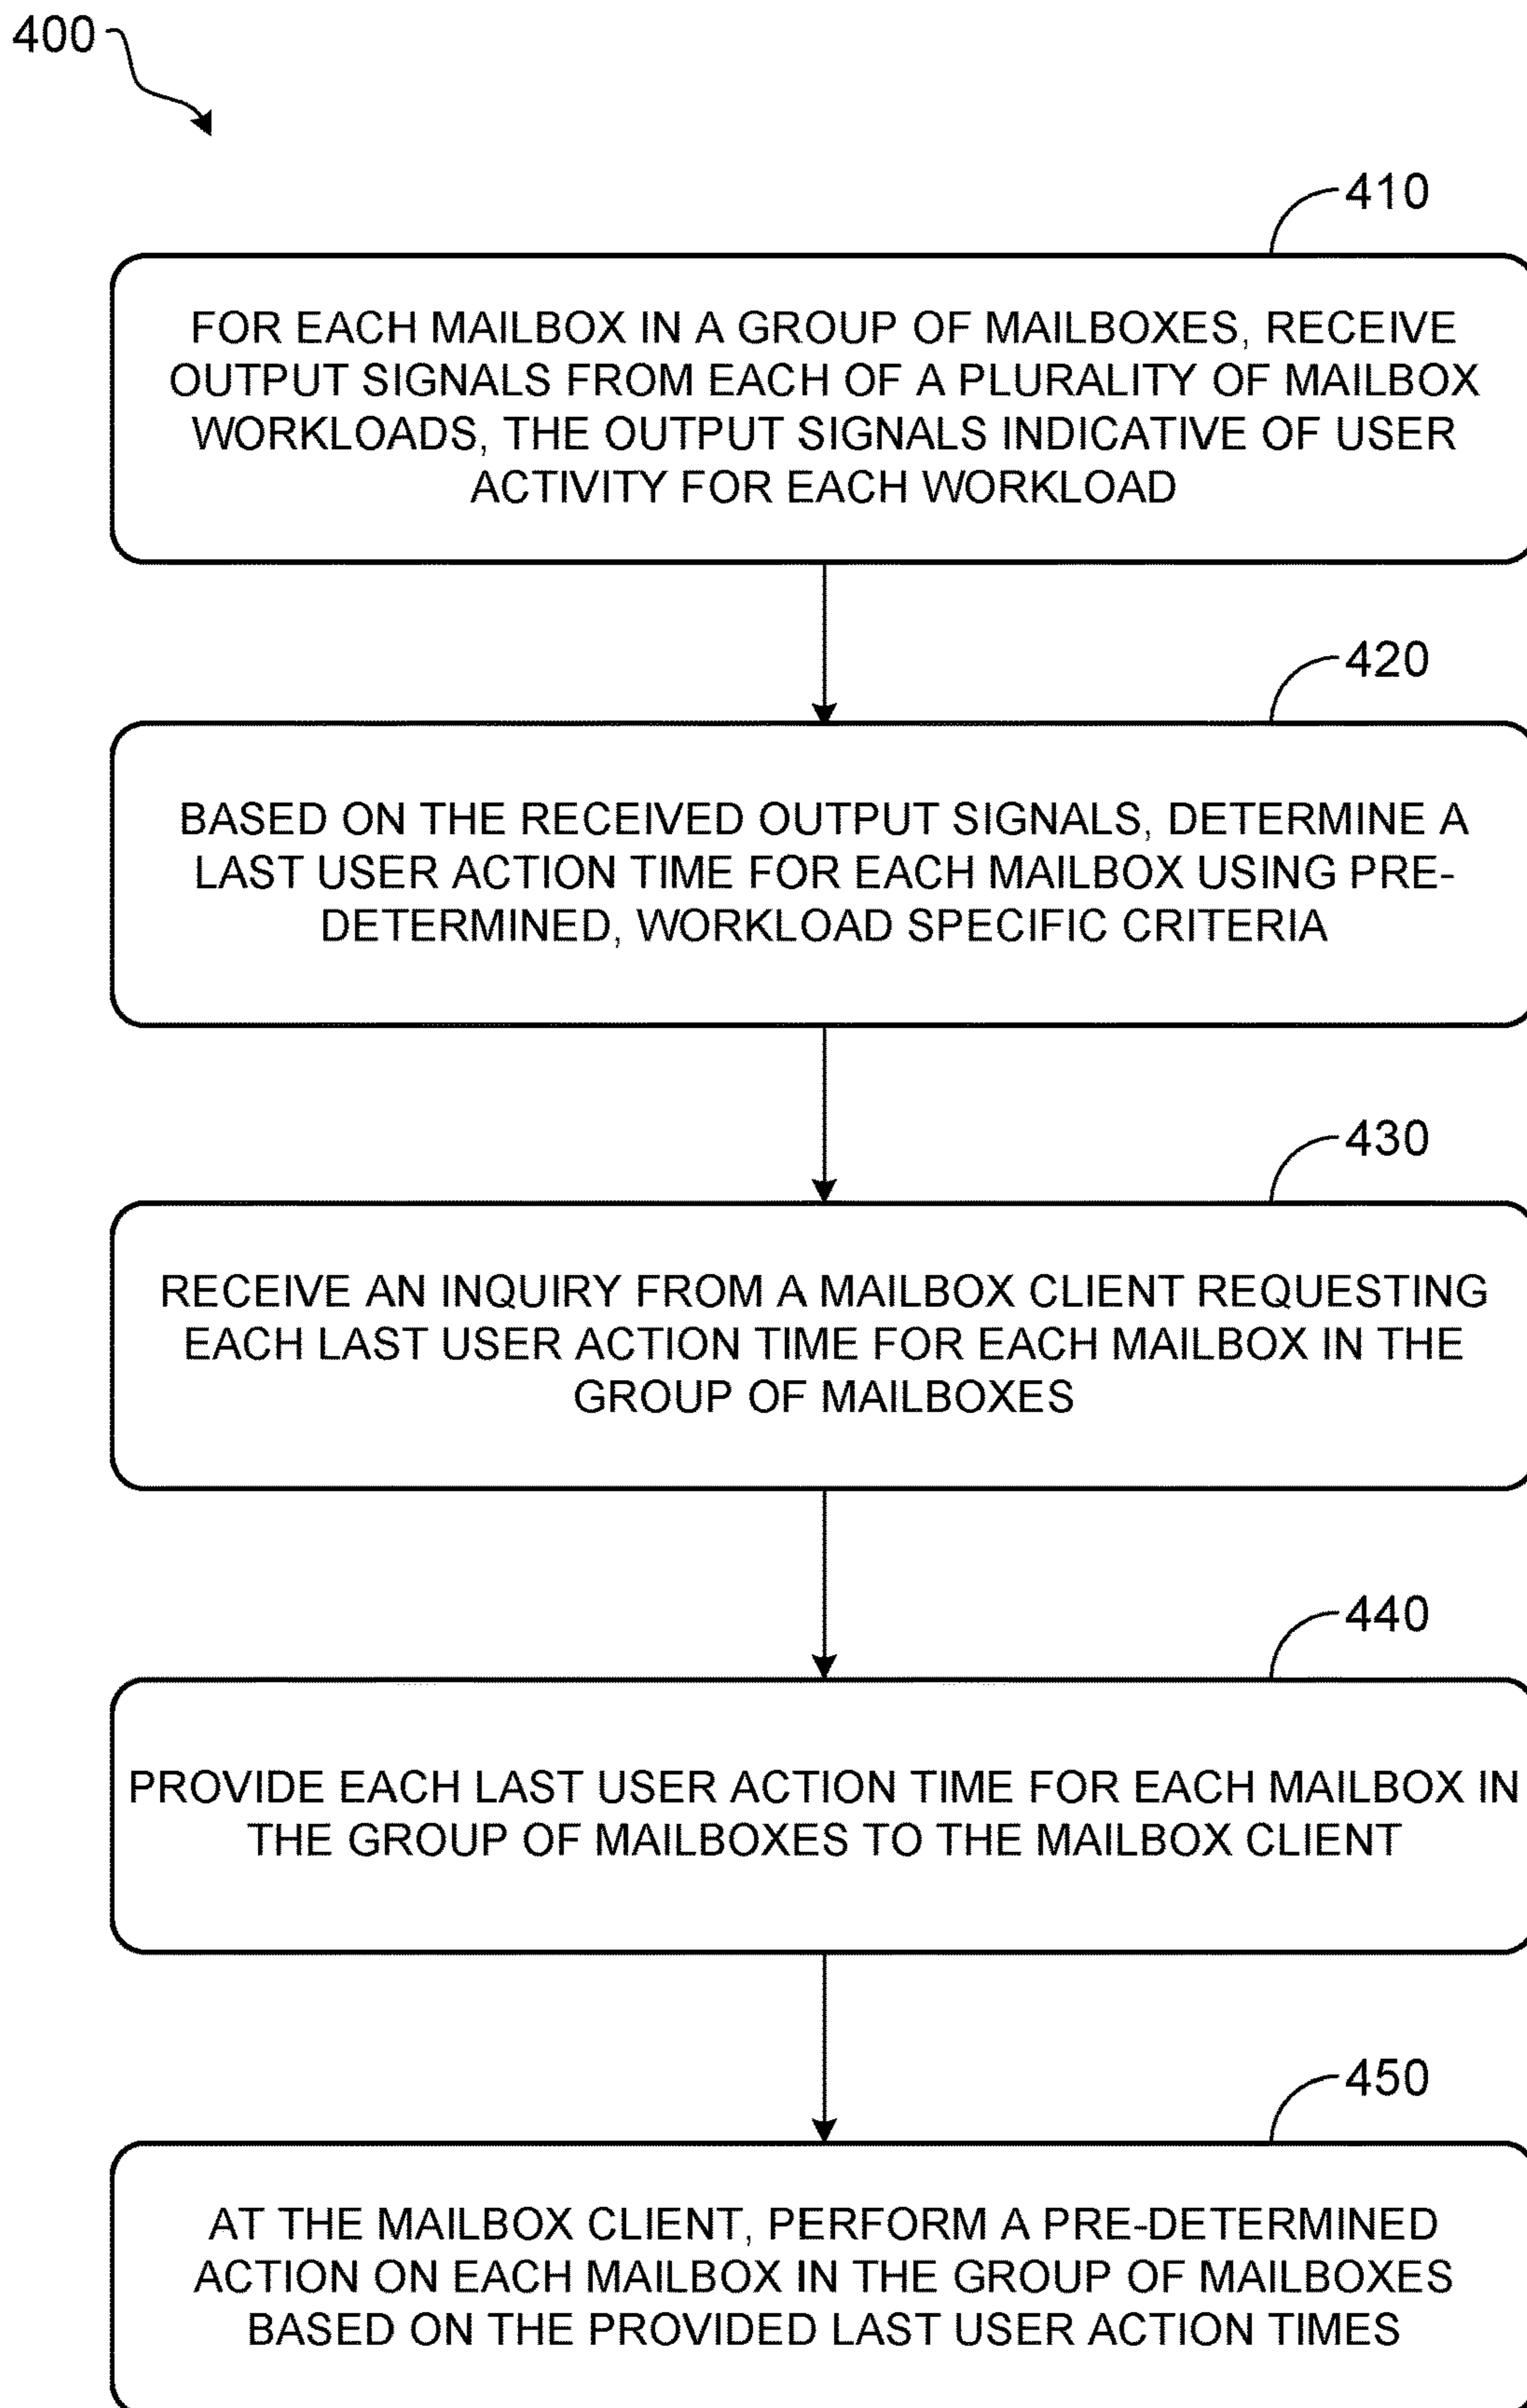 400
410
FOR EACH MAILBOX IN A GROUP OF MAILBOXES, RECEIVE
OUTPUT SIGNALS FROM EACH OF A PLURALITY OF MAILBOX
WORKLOADS, THE OUTPUT SIGNALS INDICATIVE OF USER
ACTIVITY FOR EACH WORKLOAD
420
BASED ON THE RECEIVED OUTPUT SIGNALS, DETERMINE A
LAST USER ACTION TIME FOR EACH MAILBOX USING PRE-
DETERMINED, WORKLOAD SPECIFIC CRITERIA
430
RECEIVE AN INQUIRY FROM A MAILBOX CLIENT REQUESTING
EACH LAST USER ACTION TIME FOR EACH MAILBOX IN THE
GROUP OF MAILBOXES
440
PROVIDE EACH LAST USER ACTION TIME FOR EACH MAILBOX IN
THE GROUP OF MAILBOXES TO THE MAILBOX CLIENT
450
AT THE MAILBOX CLIENT, PERFORM A PRE-DETERMINED
ACTION ON EACH MAILBOX IN THE GROUP OF MAILBOXES
BASED ON THE PROVIDED LAST USER ACTION TIMES